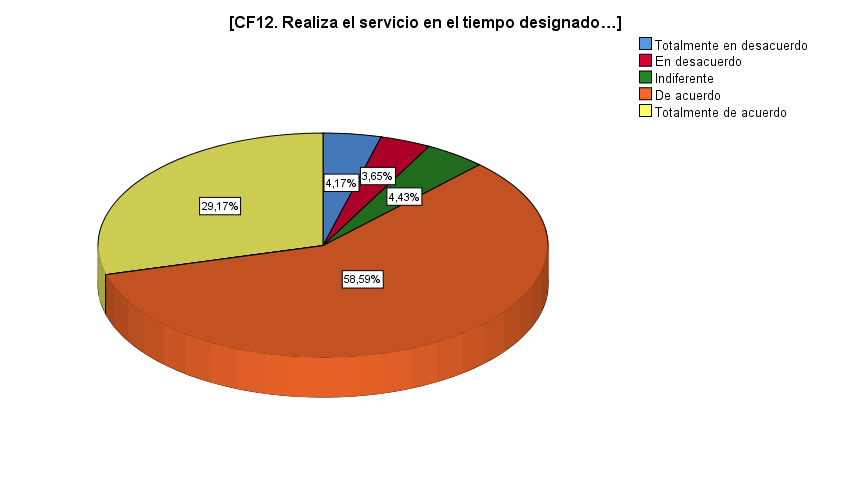 [CF12. Realiza el servicio en el tiempo designado…]
Totalmente en desacuerdo
En desacuerdo
Indiferente
De acuerdo
Totalmente de acuerdo
4,17%
3,65%
4,43%
29,17%
58,59%